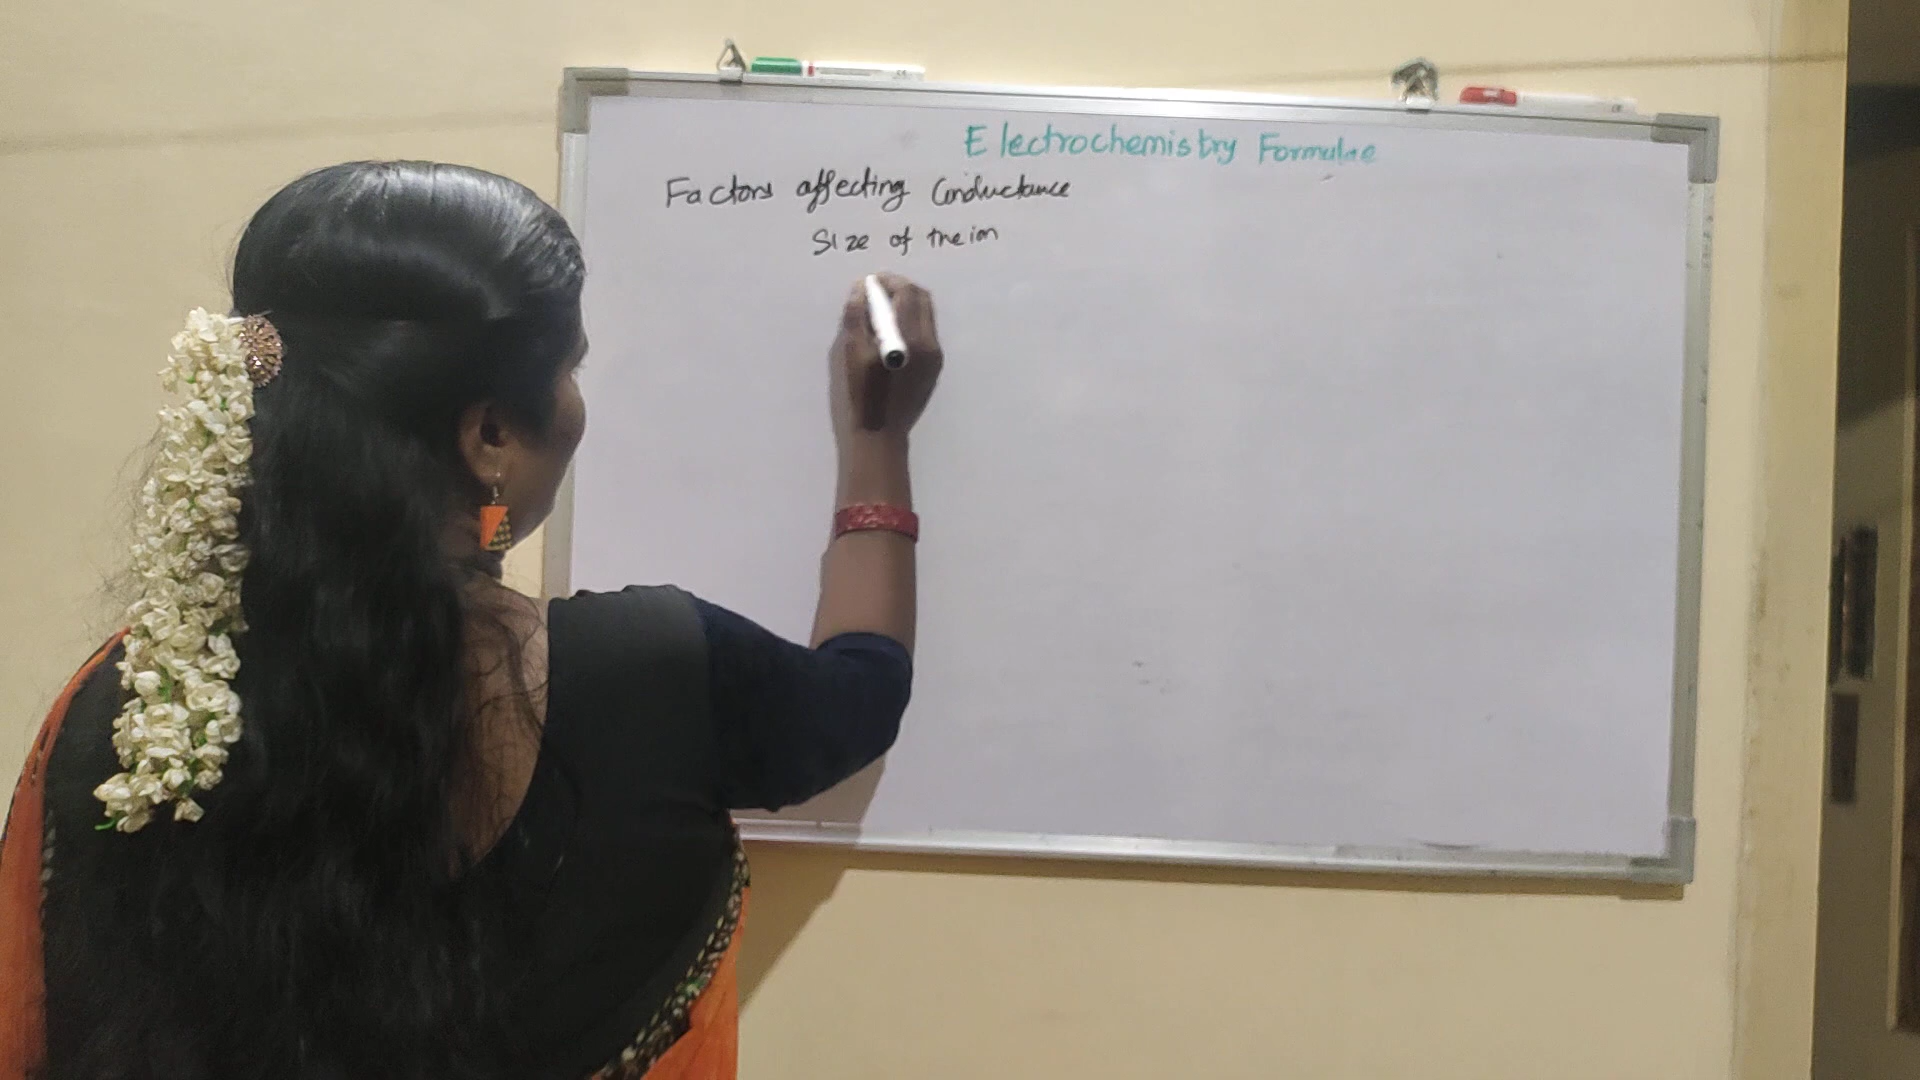 Electrochemistry Formulae
Factors affecting Conductance
Size of the ion